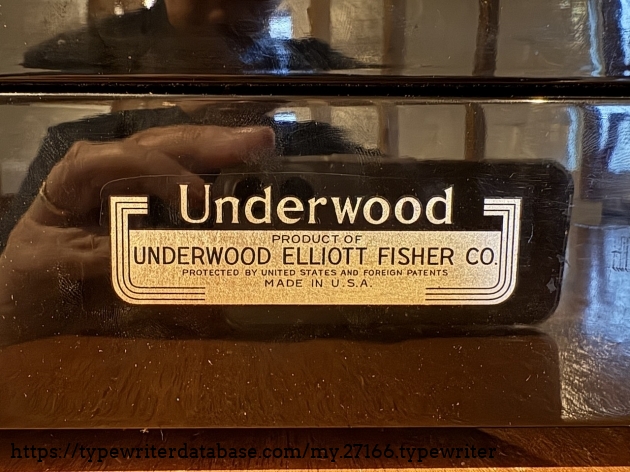 Underwood
PRODUCT OF
UNDERWOOD ELLIOTT FISHER CO.
PROTECTED BY UNITED STATES AND FOREIGN PATENTS
MADE IN U.S.A.
https://typewriterdatabase.com/my.27166.typewriter